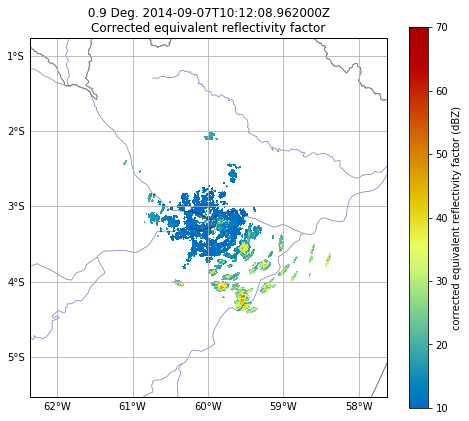 0.9 Deg. 2014-09-07T10:12:08.962000Z
Corrected equivalent reflectivity factor
1°S
2°S
3°S
4°S
5°S
62°W 61°W 60°W 59°W 58°W
70
60
50
40
30
20
10
corrected equivalent reflectivity factor (dBZ)